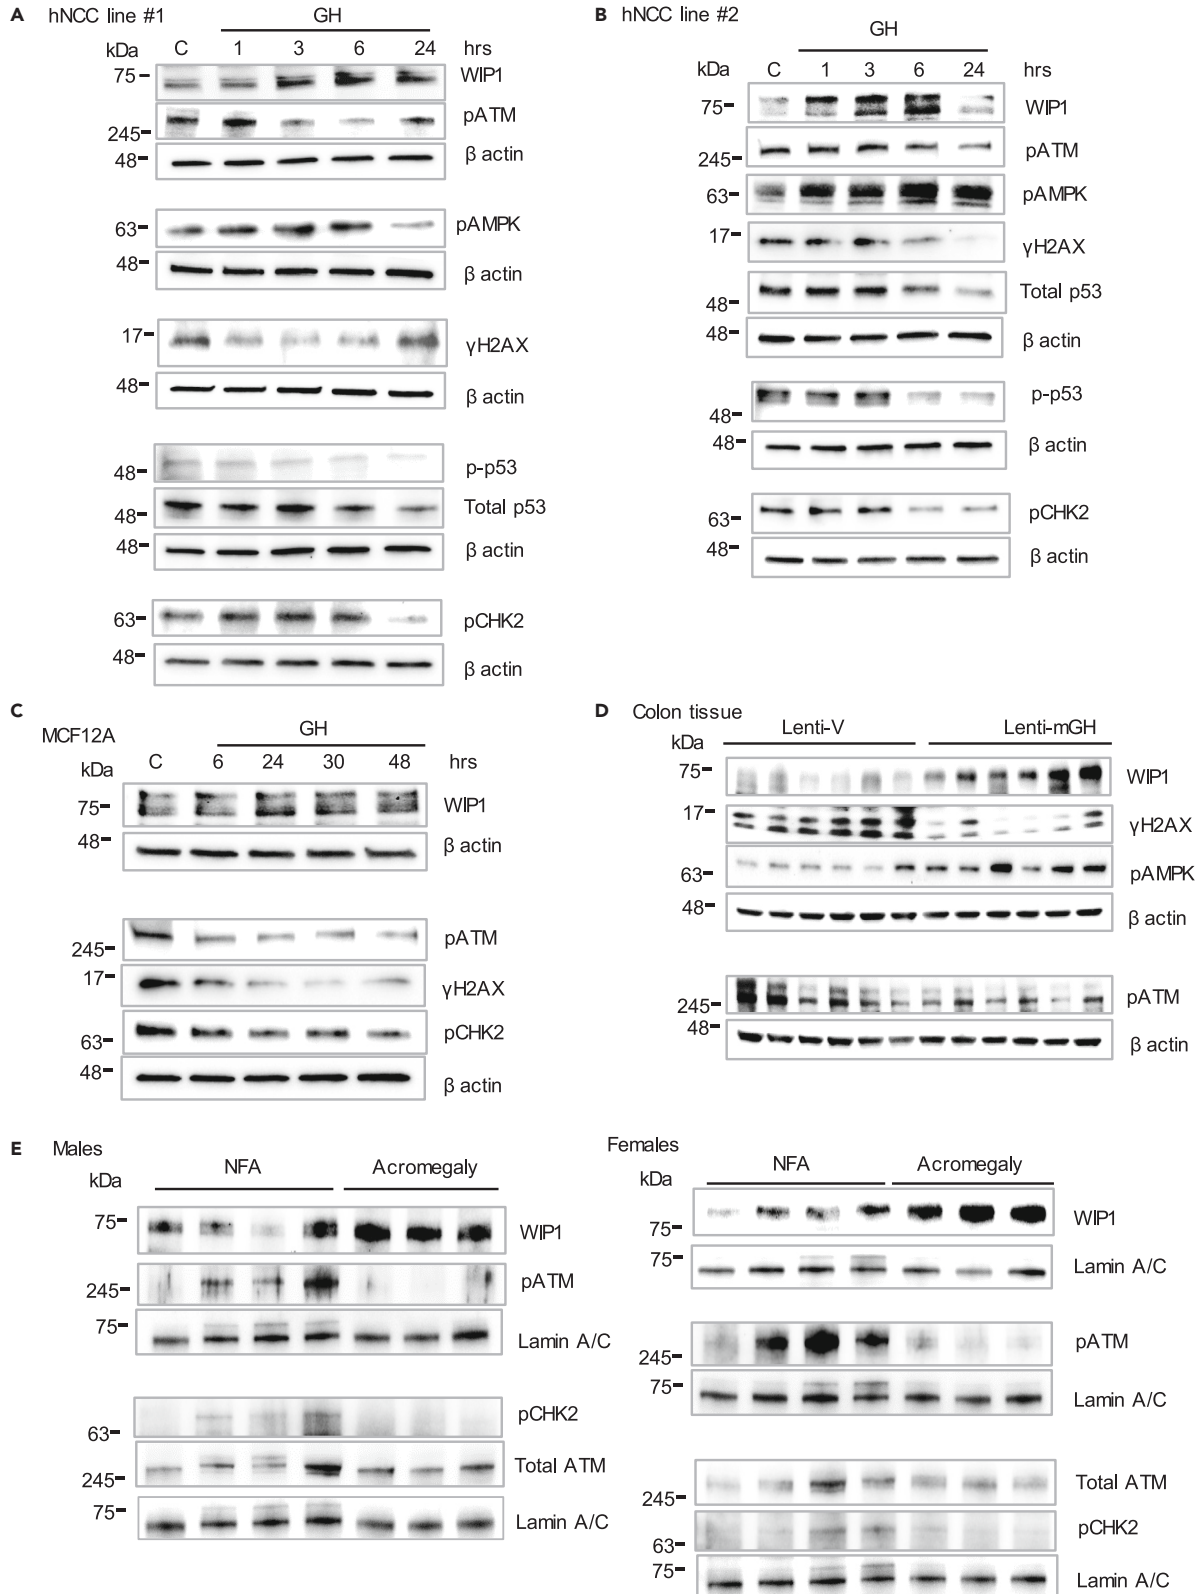 A hNCC line #1
GH
kDa C 1 3 6 24 hrs
75 WIP1
pATM
245
48 β actin
63 pAMPK
48 β actin
17 γH2AX
48 β actin
p-p53
48
Total p53
48
48 β actin
63 pCHK2
48 β actin
B hNCC line #2
GH
kDa C 1 3 6 24 hrs
75 WIP1
pATM
245
63 pAMPK
17 γH2AX
Total p53
48
48 β actin
p-p53
48
48 β actin
pCHK2
63
48 β actin
C
MCF12A GH
kDa C 6 24 30 48 hrs
75 WIP1
48 β actin
pATM
245
17 γH2AX
pCHK2
63
48 β actin
D Colon tissue
Lenti-V Lenti-mGH
kDa
75 WIP1
17 γH2AX
pAMPK
63
48 β actin
pATM
245
48 β actin
E Males
NFA Acromegaly
kDa
75 WIP1
pATM
245
75 Lamin A/C
pCHK2
63
Total ATM
245
75 Lamin A/C
Females
NFA Acromegaly
kDa
WIP1
75
75 Lamin A/C
pATM
245
75 Lamin A/C
Total ATM
245
pCHK2
63
75 Lamin A/C